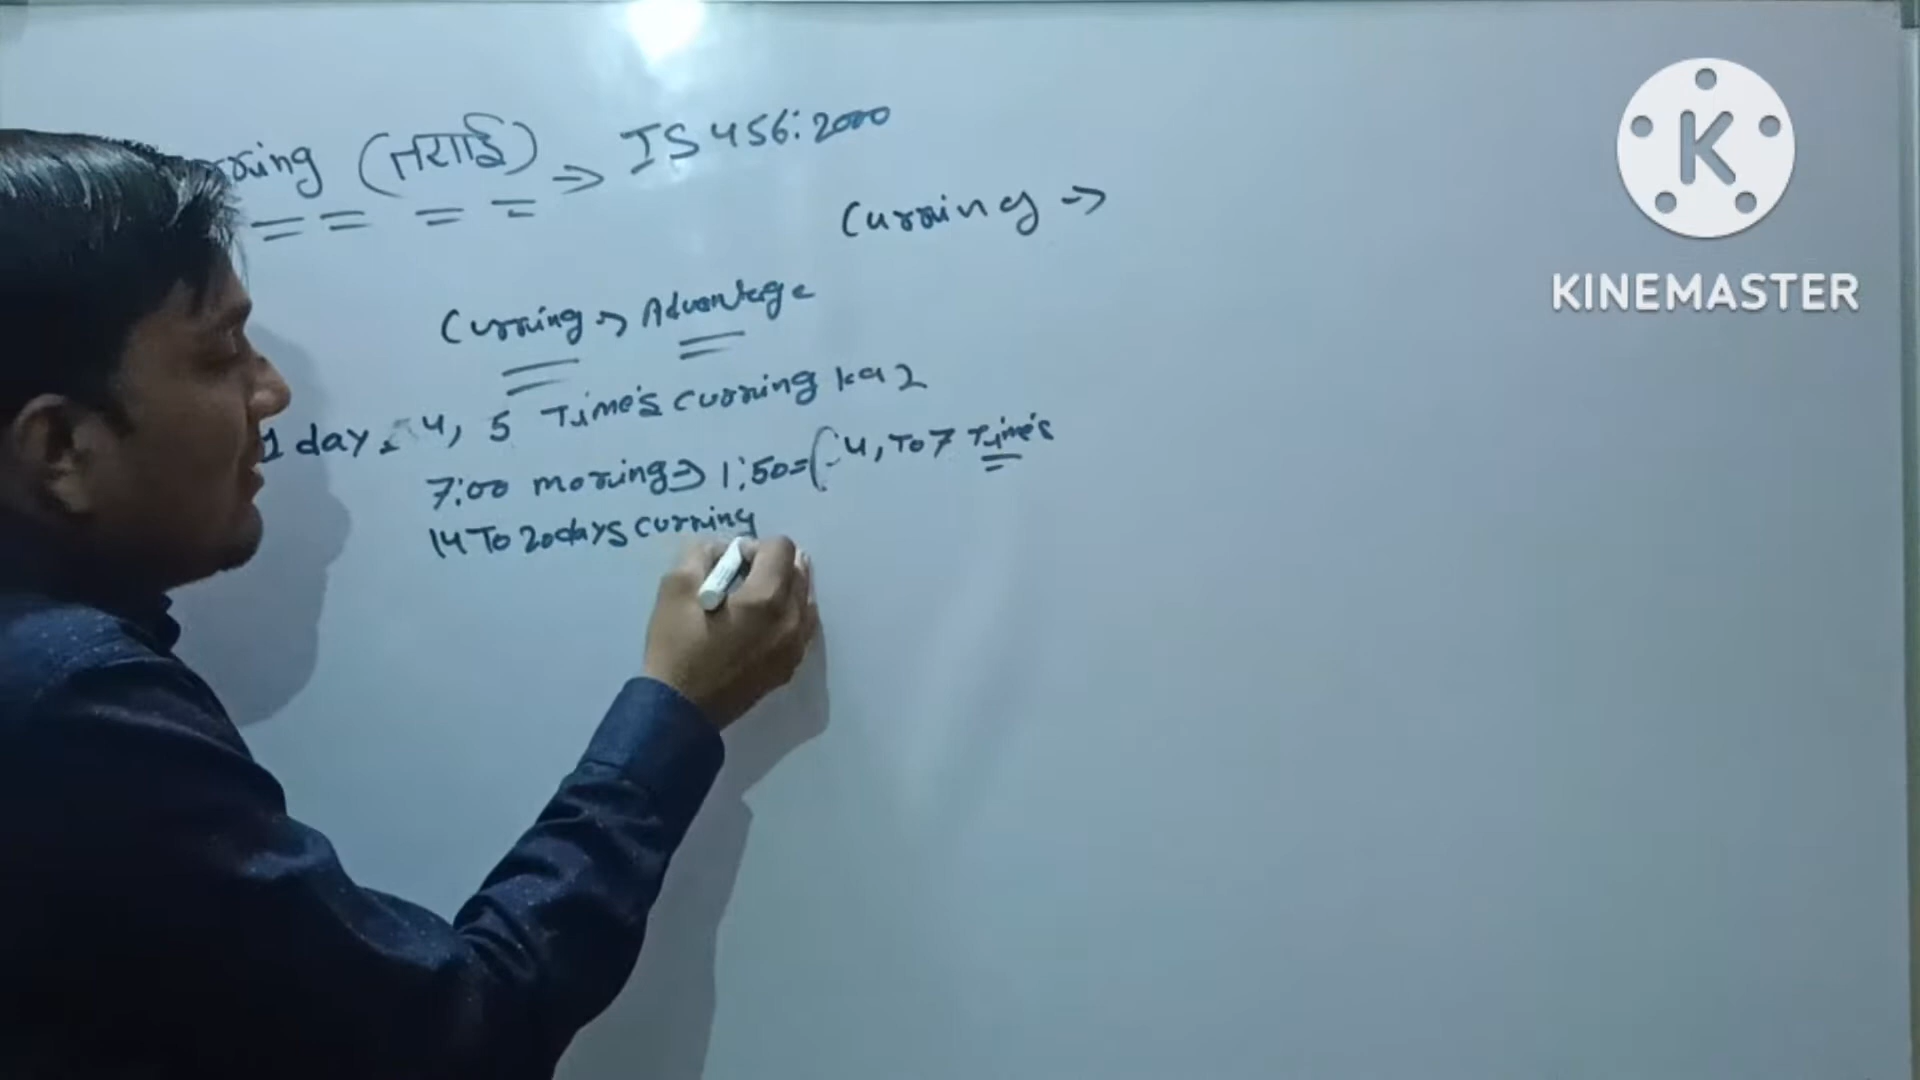 rring (तराई) => IS 456:2000
Curring ->
Curring -> Advantage
1 day. 4, 5 Time's curring ka2
7:00 morning => 1:50=( 4, To 7 Time's
14 To 20days curring
K
KINEMASTER